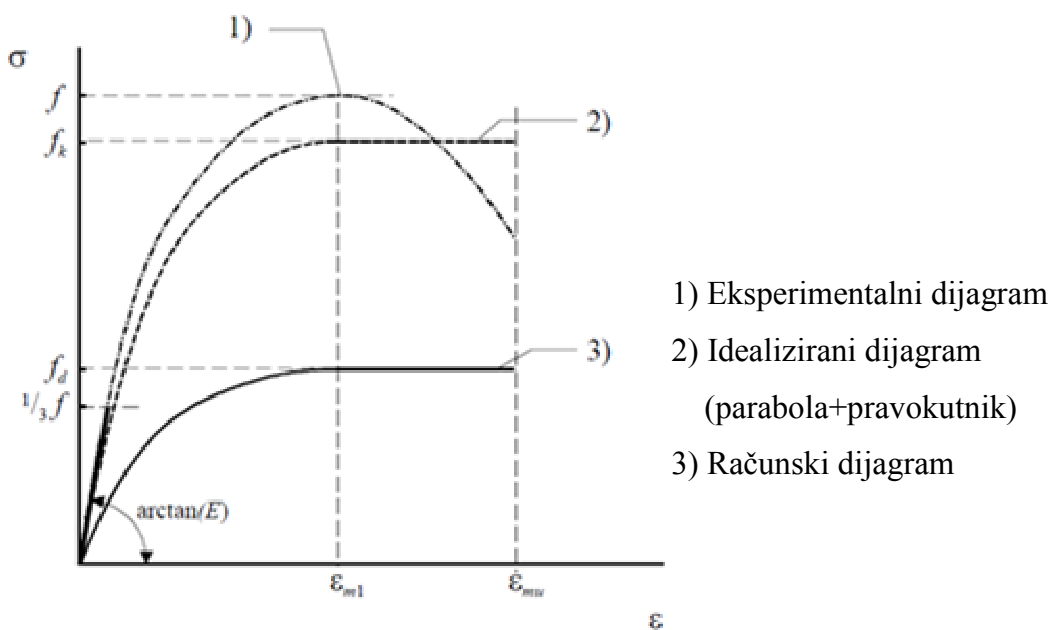 1)
σ
f
f_k
2)
1) Eksperimentalni dijagram
2) Idealizirani dijagram
(parabola+pravokutnik)
3) Računski dijagram
3)
f_d
1/3 f
arctan(E)
ε_m1
ε_mu
ε